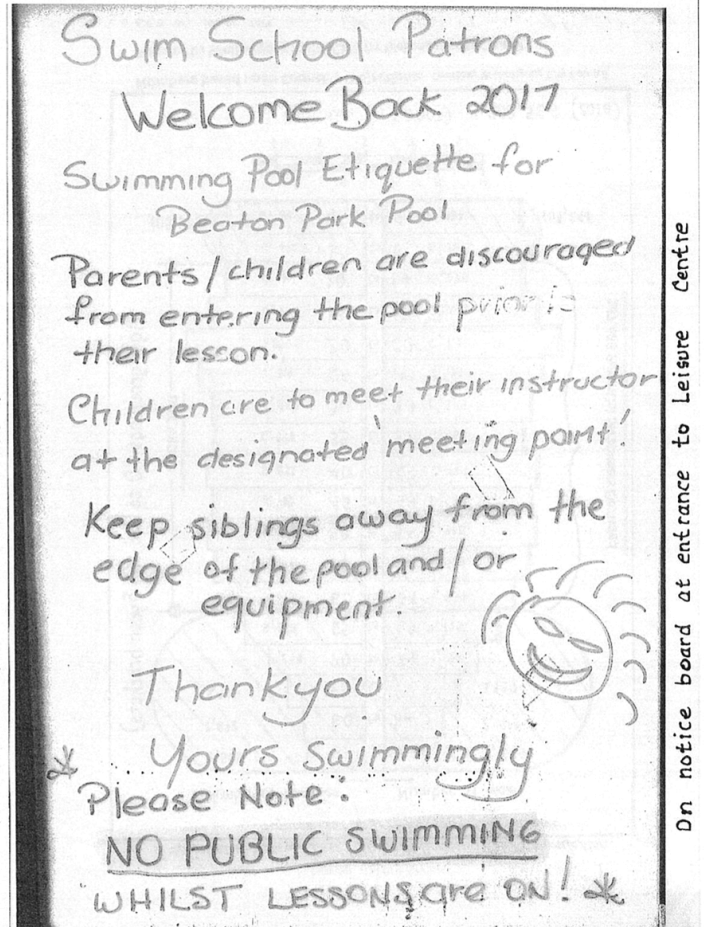 Swim School Patrons
Welcome Back 2017
Swimming Pool Etiquette for
Beaton Park Pool
Parents/children are discouraged
from entering the pool prior to
their lesson.
Children are to meet their instructor
at the designated 'meeting point'.
Keep siblings away from the
edge of the pool and/or
equipment.
Thankyou
Yours Swimmingly
* Please Note:
NO PUBLIC SWIMMING
WHILST LESSONS are ON! *
On notice board at entrance to Leisure Centre